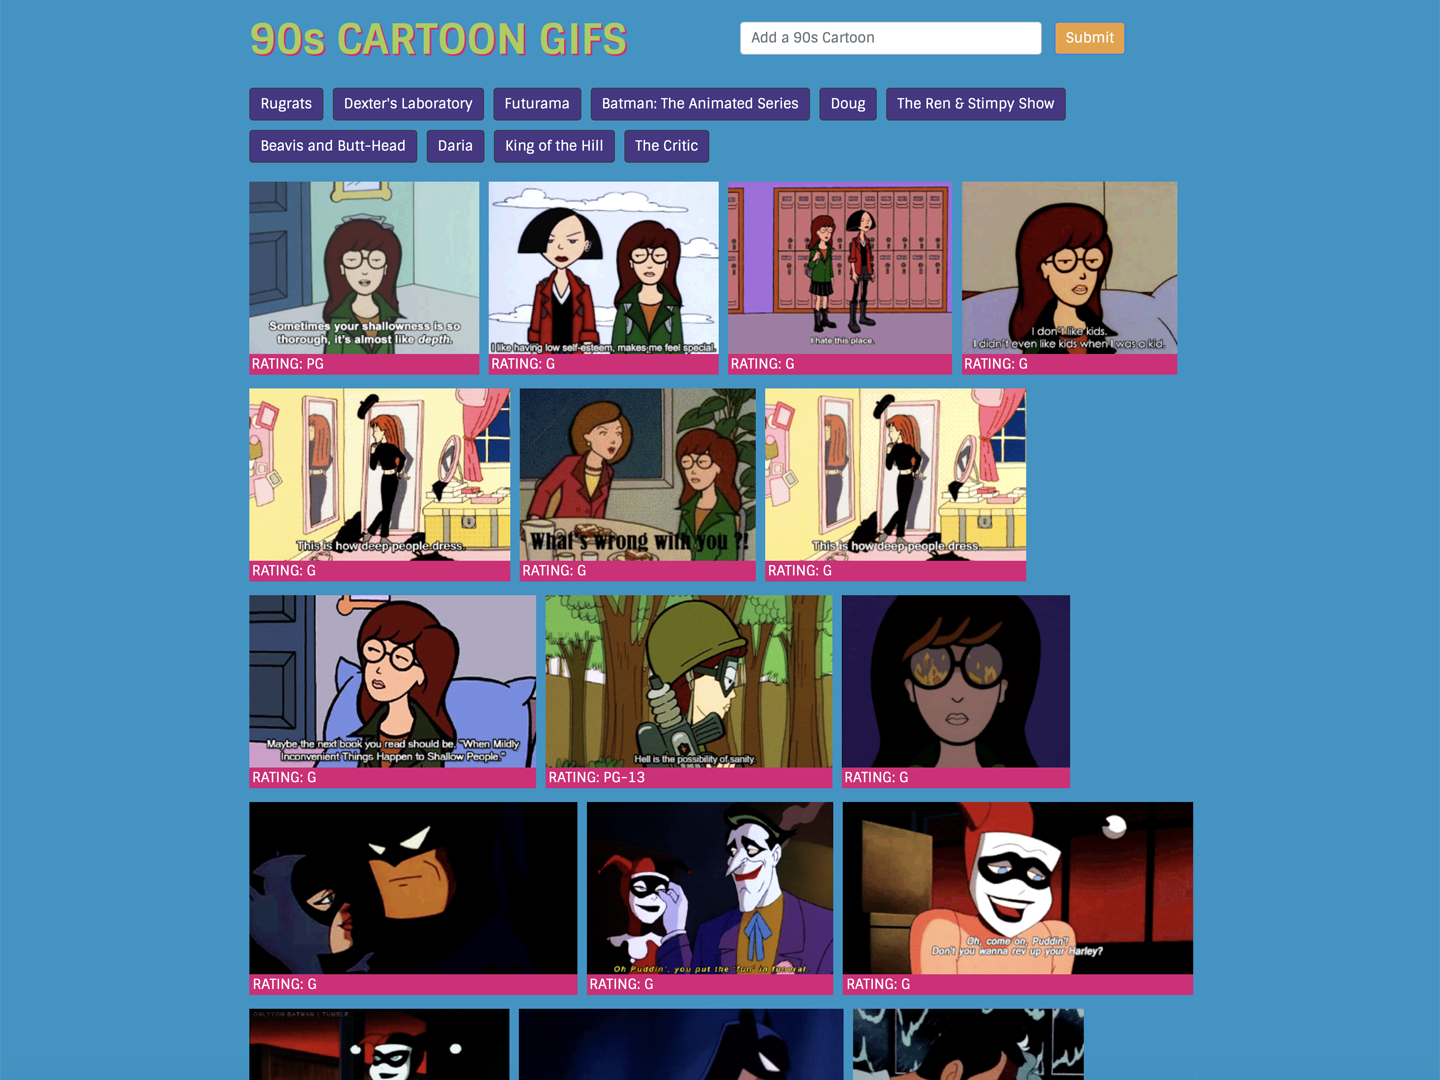 90s CARTOON GIFS
Add a 90s Cartoon
Submit
Rugrats
Dexter's Laboratory
Futurama
Batman: The Animated Series
Doug
The Ren & Stimpy Show
Beavis and Butt-Head
Daria
King of the Hill
The Critic
Sometimes your shallowness is so
thorough, it's almost like depth.
RATING: PG
I like having low self-esteem, makes me feel special.
RATING: G
I hate this place.
RATING: G
I don't like kids.
I didn't even like kids when I was a kid.
RATING: G
This is how deep people dress.
RATING: G
What's wrong with you ?!
RATING: G
This is how deep people dress.
RATING: G
Maybe the next book you read should be, "When Mildly
Inconvenient Things Happen to Shallow People."
RATING: G
Hell is the possibility of sanity.
RATING: PG-13
RATING: G
RATING: G
Oh Puddin', you put the 'fun' in funeral.
RATING: G
Oh, come on, Puddin'!
Don't you wanna rev up your Harley?
RATING: G
ONLYYOU-BATMAN | TUMBLR